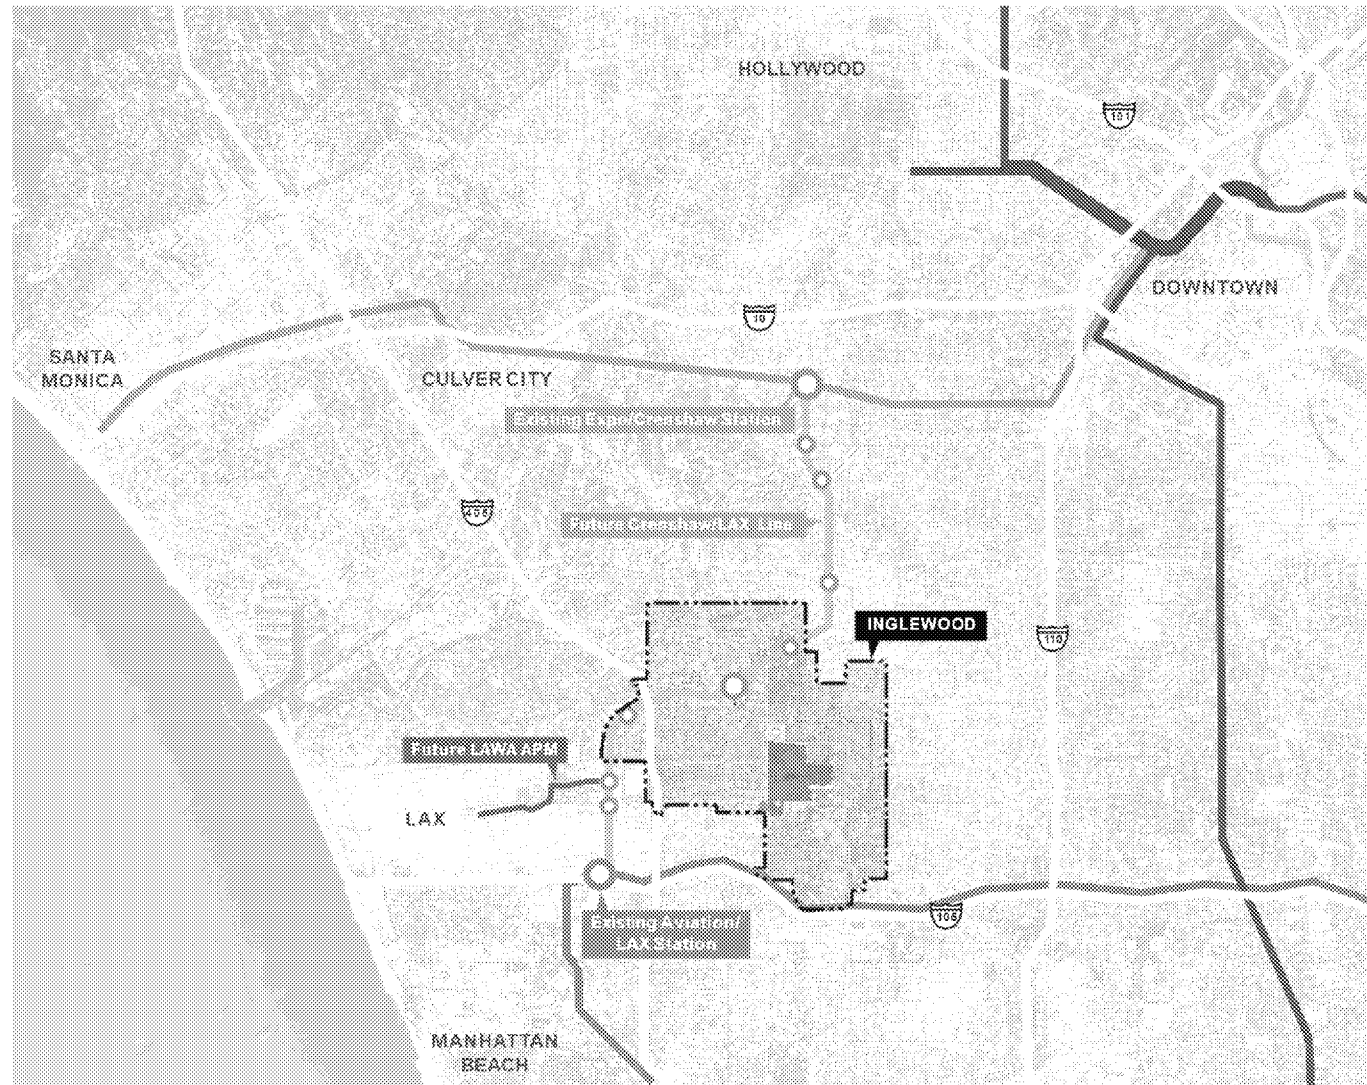 HOLLYWOOD
101
DOWNTOWN
10
SANTA
MONICA
CULVER CITY
Existing Expo/Crenshaw Station
405
Future Crenshaw/LAX Line
INGLEWOOD
110
Future LAWA APM
LAX
105
Existing Aviation/
LAX Station
MANHATTAN
BEACH